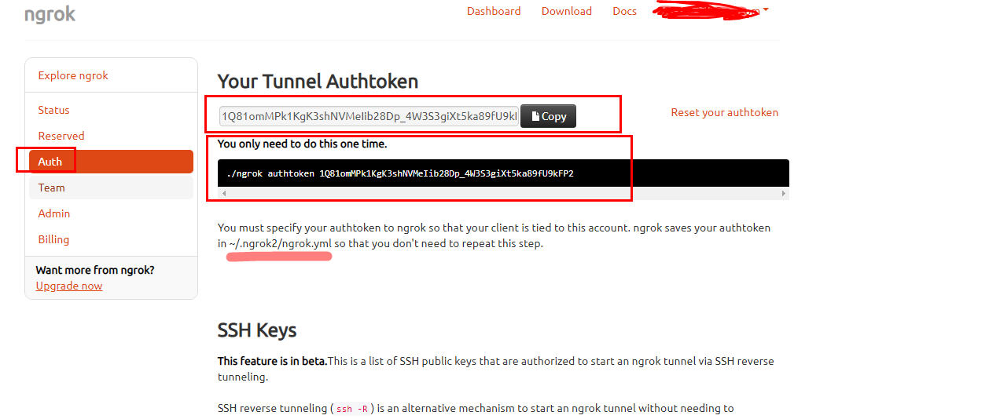 ngrok
Dashboard Download Docs
Explore ngrok
Status
Reserved
Auth
Team
Admin
Billing
Want more from ngrok?
Upgrade now
Your Tunnel Authtoken
1Q81omMPk1KgK3shNVMeIib28Dp_4W3S3giXt5ka89fU9kI Copy
Reset your authtoken
You only need to do this one time.
./ngrok authtoken 1Q81omMPk1KgK3shNVMeIib28Dp_4W3S3giXt5ka89fU9kFP2
You must specify your authtoken to ngrok so that your client is tied to this account. ngrok saves your authtoken
in ~/.ngrok2/ngrok.yml so that you don't need to repeat this step.
SSH Keys
This feature is in beta.This is a list of SSH public keys that are authorized to start an ngrok tunnel via SSH reverse
tunneling.
SSH reverse tunneling ( ssh -R ) is an alternative mechanism to start an ngrok tunnel without needing to